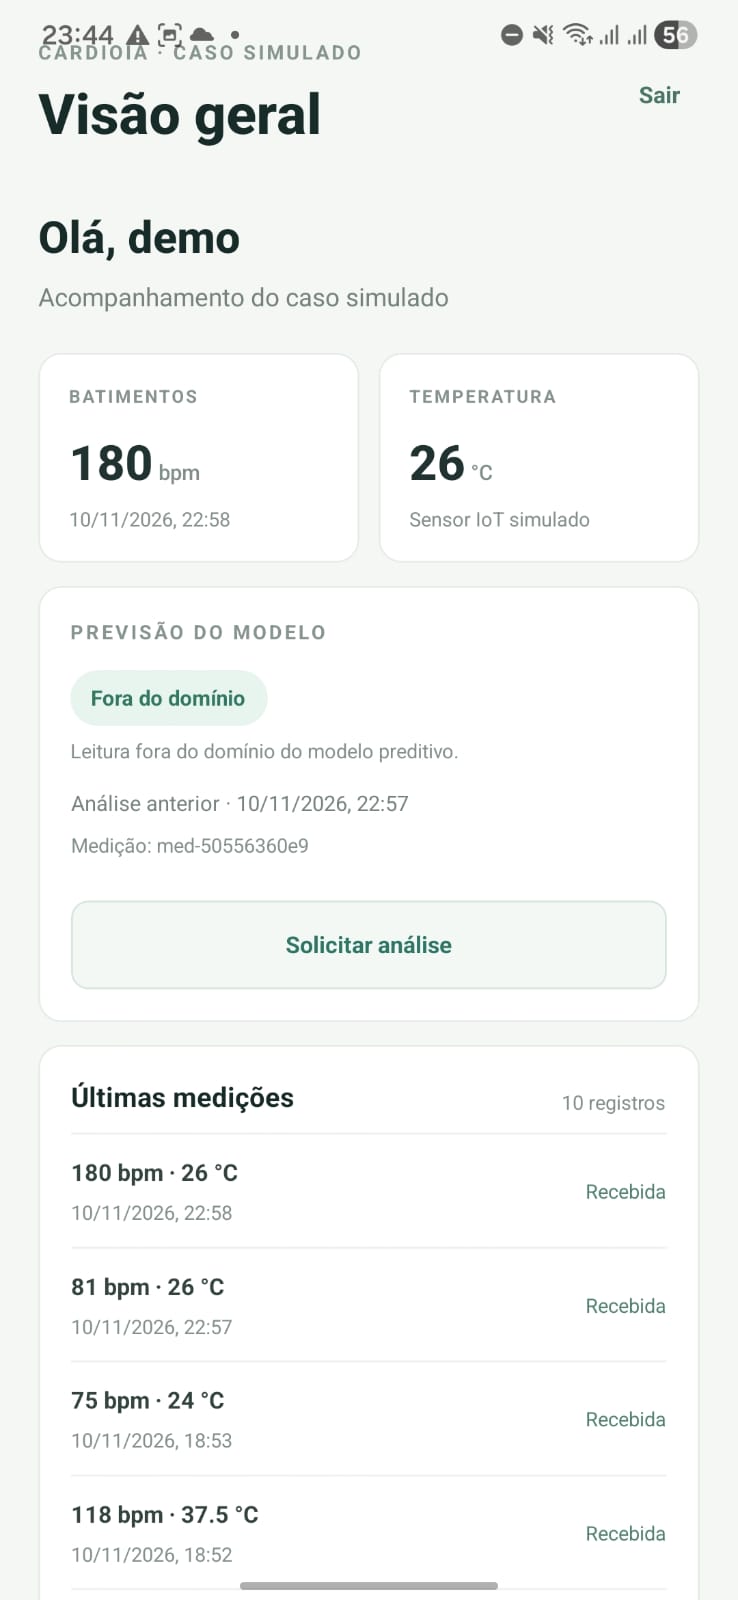 23:44
56
CARDIOIA · CASO SIMULADO
Visão geral
Sair
Olá, demo
Acompanhamento do caso simulado
BATIMENTOS
180 bpm
10/11/2026, 22:58
TEMPERATURA
26 °C
Sensor IoT simulado
PREVISÃO DO MODELO
Fora do domínio
Leitura fora do domínio do modelo preditivo.
Análise anterior · 10/11/2026, 22:57
Medição: med-50556360e9
Solicitar análise
Últimas medições
10 registros
180 bpm · 26 °C
10/11/2026, 22:58
Recebida
81 bpm · 26 °C
10/11/2026, 22:57
Recebida
75 bpm · 24 °C
10/11/2026, 18:53
Recebida
118 bpm · 37.5 °C
10/11/2026, 18:52
Recebida